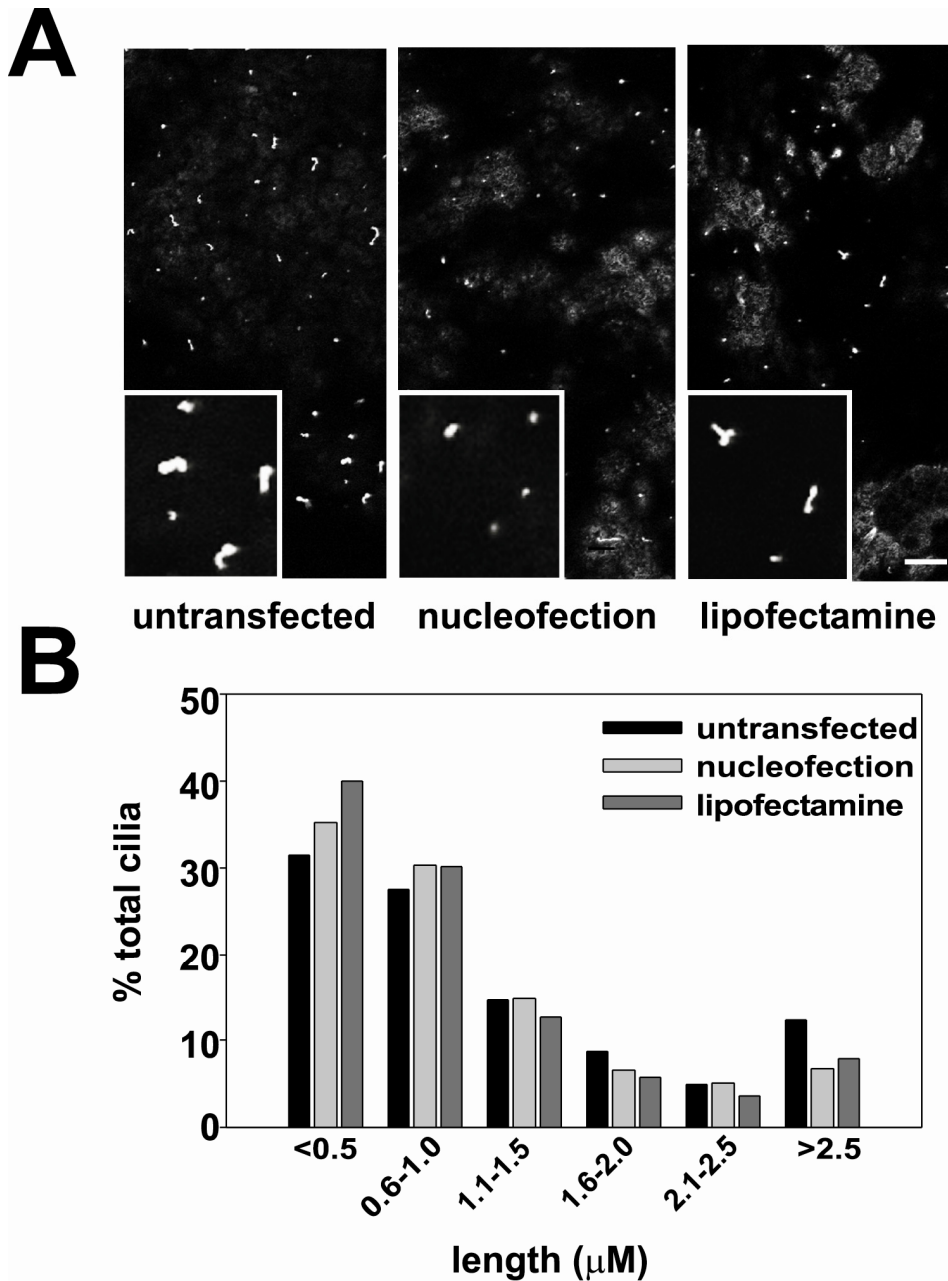 A
untransfected nucleofection lipofectamine
B
50
40
30
20
10
0
% total cilia
untransfected
nucleofection
lipofectamine
<0.5 0.6-1.0 1.1-1.5 1.6-2.0 2.1-2.5 >2.5
length (μM)